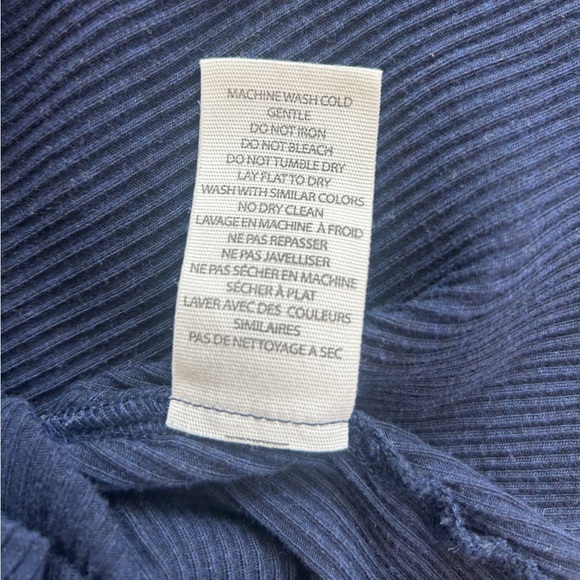 MACHINE WASH COLD
GENTLE
DO NOT IRON
DO NOT BLEACH
DO NOT TUMBLE DRY
LAY FLAT TO DRY
WASH WITH SIMILAR COLORS
NO DRY CLEAN
LAVAGE EN MACHINE À FROID
NE PAS REPASSER
NE PAS JAVELLISER
NE PAS SÉCHER EN MACHINE
SÉCHER À PLAT
LAVER AVEC DES COULEURS
SIMILAIRES
PAS DE NETTOYAGE A SEC